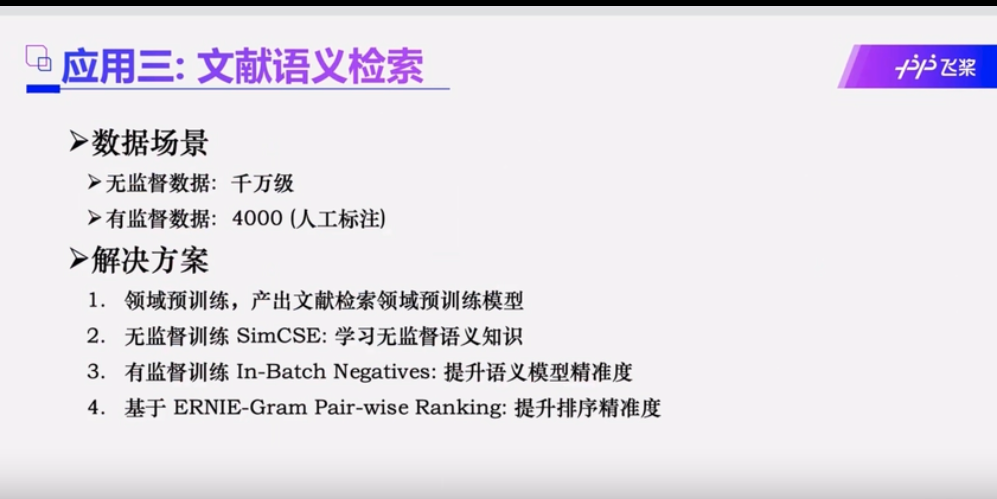 应用三: 文献语义检索
飞桨
➢数据场景
➢无监督数据: 千万级
➢有监督数据: 4000 (人工标注)
➢解决方案
1. 领域预训练，产出文献检索领域预训练模型
2. 无监督训练 SimCSE: 学习无监督语义知识
3. 有监督训练 In-Batch Negatives: 提升语义模型精准度
4. 基于 ERNIE-Gram Pair-wise Ranking: 提升排序精准度